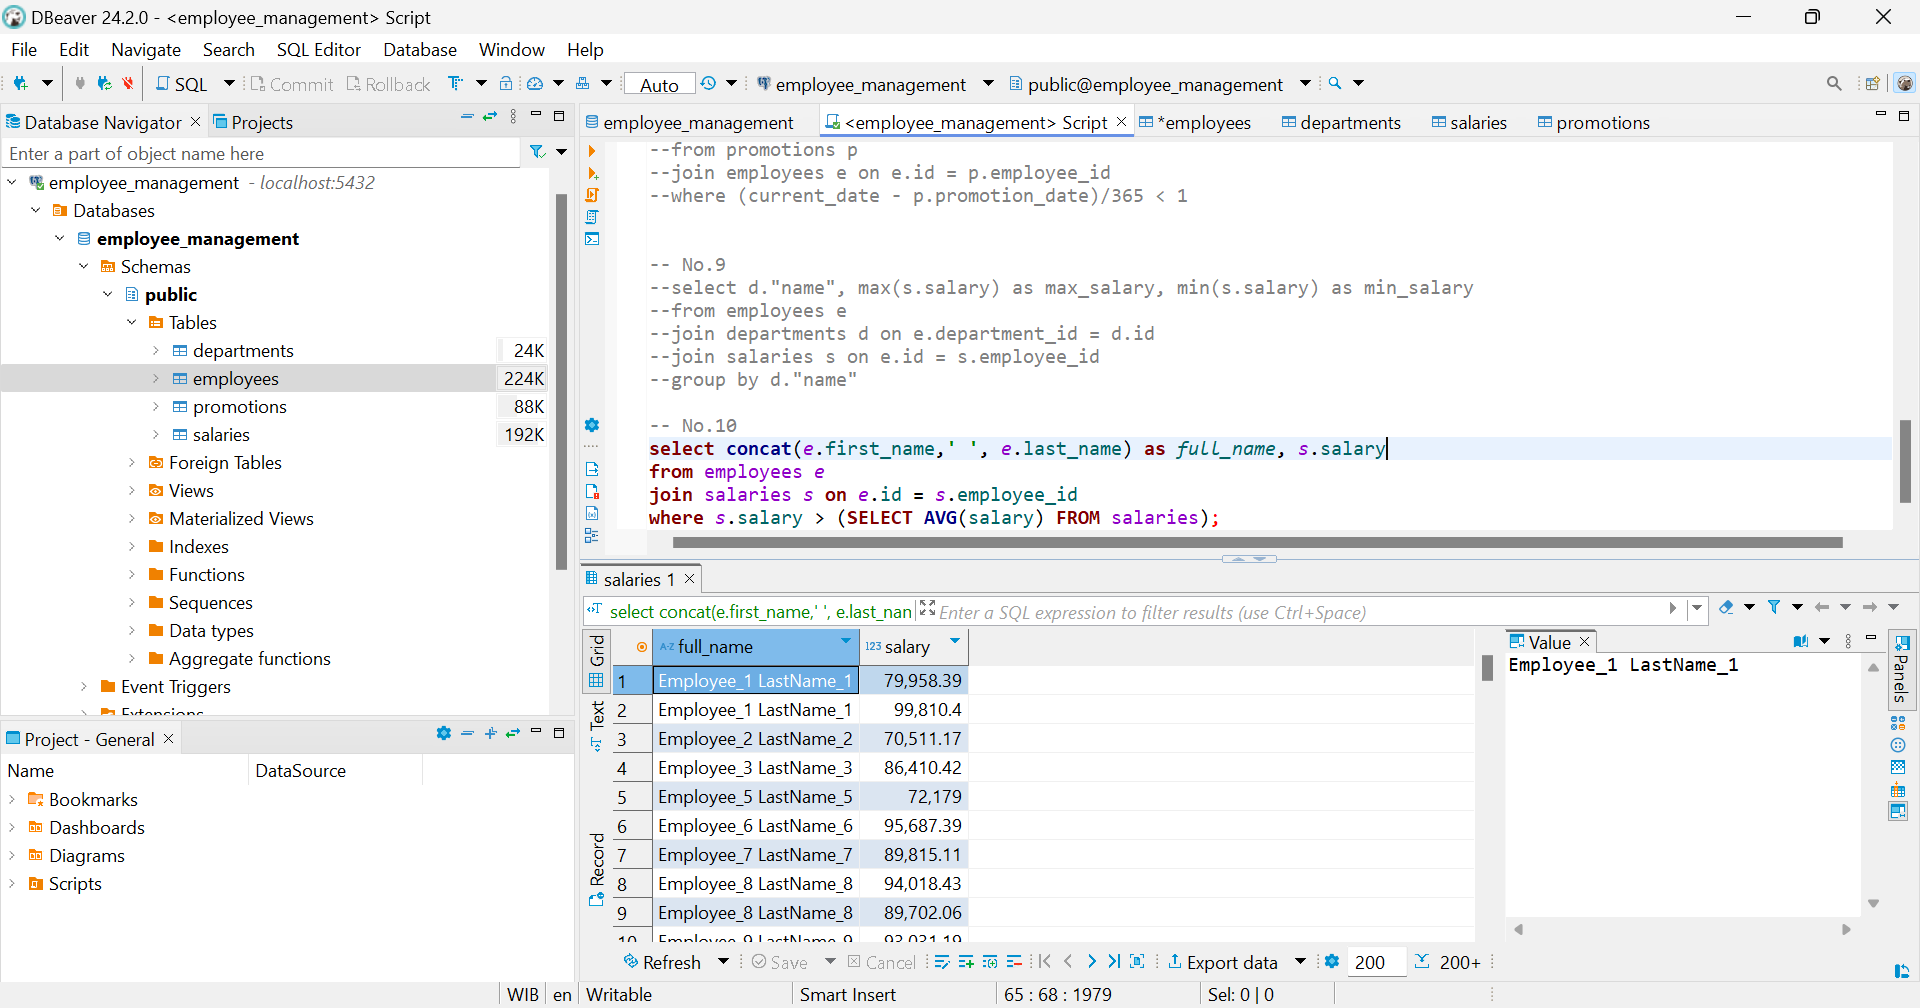 DBeaver 24.2.0 - <employee_management> Script
File Edit Navigate Search SQL Editor Database Window Help
SQL Commit Rollback Auto employee_management public@employee_management
Database Navigator Projects
Enter a part of object name here
employee_management - localhost:5432
Databases
employee_management
Schemas
public
Tables
departments 24K
employees 224K
promotions 88K
salaries 192K
Foreign Tables
Views
Materialized Views
Indexes
Functions
Sequences
Data types
Aggregate functions
Event Triggers
Extensions
Project - General
Name DataSource
Bookmarks
Dashboards
Diagrams
Scripts
employee_management <employee_management> Script *employees departments salaries promotions
--from promotions p
--join employees e on e.id = p.employee_id
--where (current_date - p.promotion_date)/365 < 1
-- No.9
--select d."name", max(s.salary) as max_salary, min(s.salary) as min_salary
--from employees e
--join departments d on e.department_id = d.id
--join salaries s on e.id = s.employee_id
--group by d."name"
-- No.10
select concat(e.first_name,' ', e.last_name) as full_name, s.salary
from employees e
join salaries s on e.id = s.employee_id
where s.salary > (SELECT AVG(salary) FROM salaries);
salaries 1
select concat(e.first_name,' ', e.last_nan Enter a SQL expression to filter results (use Ctrl+Space)
Grid
Text
Record
A-Z full_name 123 salary
1 Employee_1 LastName_1 79,958.39
2 Employee_1 LastName_1 99,810.4
3 Employee_2 LastName_2 70,511.17
4 Employee_3 LastName_3 86,410.42
5 Employee_5 LastName_5 72,179
6 Employee_6 LastName_6 95,687.39
7 Employee_7 LastName_7 89,815.11
8 Employee_8 LastName_8 94,018.43
9 Employee_8 LastName_8 89,702.06
10 Employee_9 LastName_9 93,031.19
Value
Employee_1 LastName_1
Panels
Refresh Save Cancel Export data 200 200+
WIB en Writable Smart Insert 65 : 68 : 1979 Sel: 0 | 0